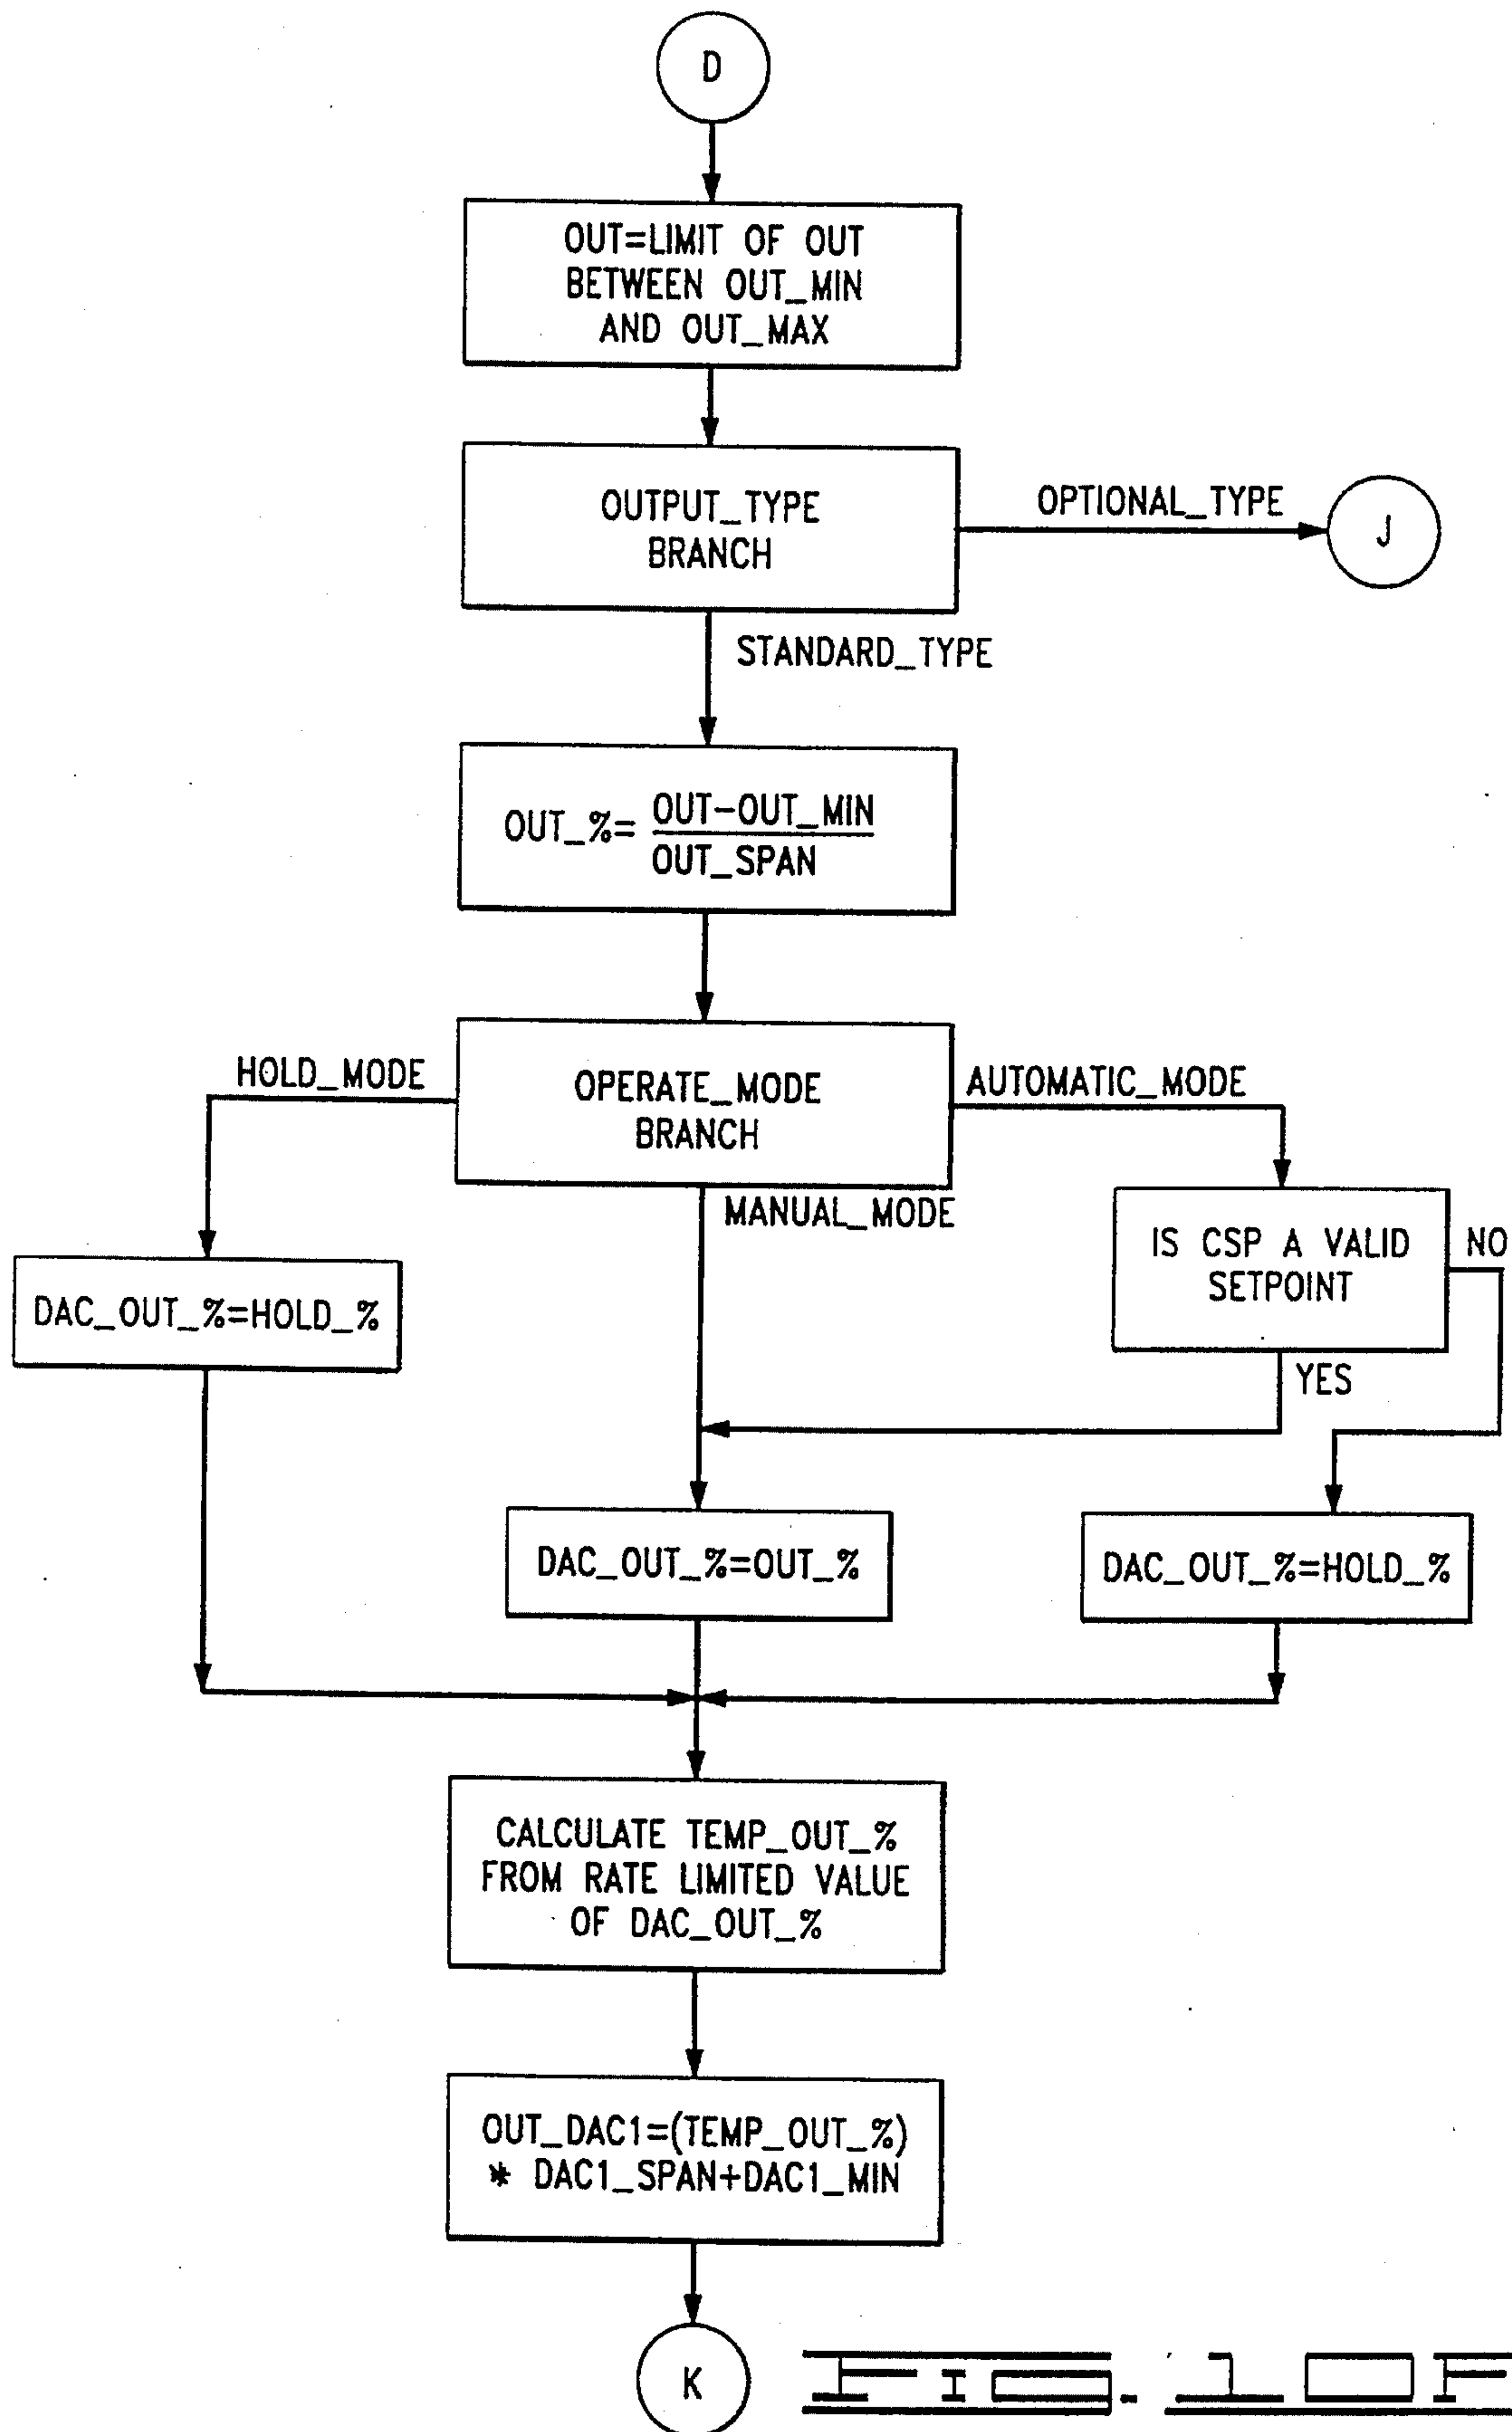 D
OUT=LIMIT OF OUT
BETWEEN OUT_MIN
AND OUT_MAX
OUTPUT_TYPE
BRANCH
OPTIONAL_TYPE
J
STANDARD_TYPE
OUT_%= OUT-OUT_MIN
OUT_SPAN
HOLD_MODE
OPERATE_MODE
BRANCH
AUTOMATIC_MODE
MANUAL_MODE
IS CSP A VALID
SETPOINT
NO
YES
DAC_OUT_%=HOLD_%
DAC_OUT_%=OUT_%
DAC_OUT_%=HOLD_%
CALCULATE TEMP_OUT_%
FROM RATE LIMITED VALUE
OF DAC_OUT_%
OUT_DAC1=(TEMP_OUT_%)
* DAC1_SPAN+DAC1_MIN
K
FIG. 10F